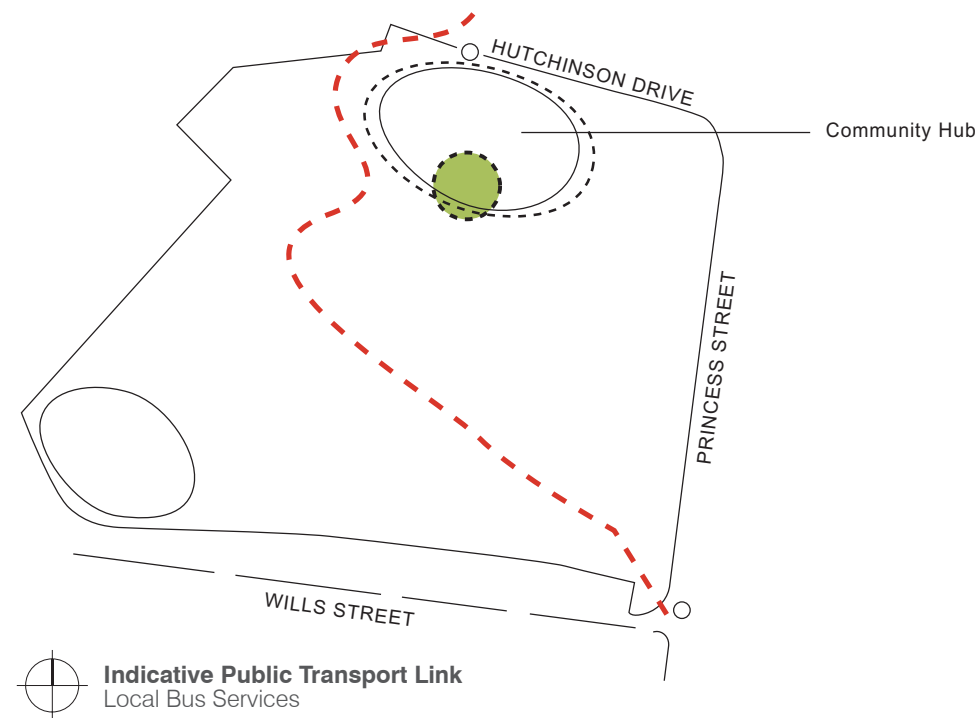 HUTCHINSON DRIVE
Community Hub
PRINCESS STREET
WILLS STREET
Indicative Public Transport Link
Local Bus Services